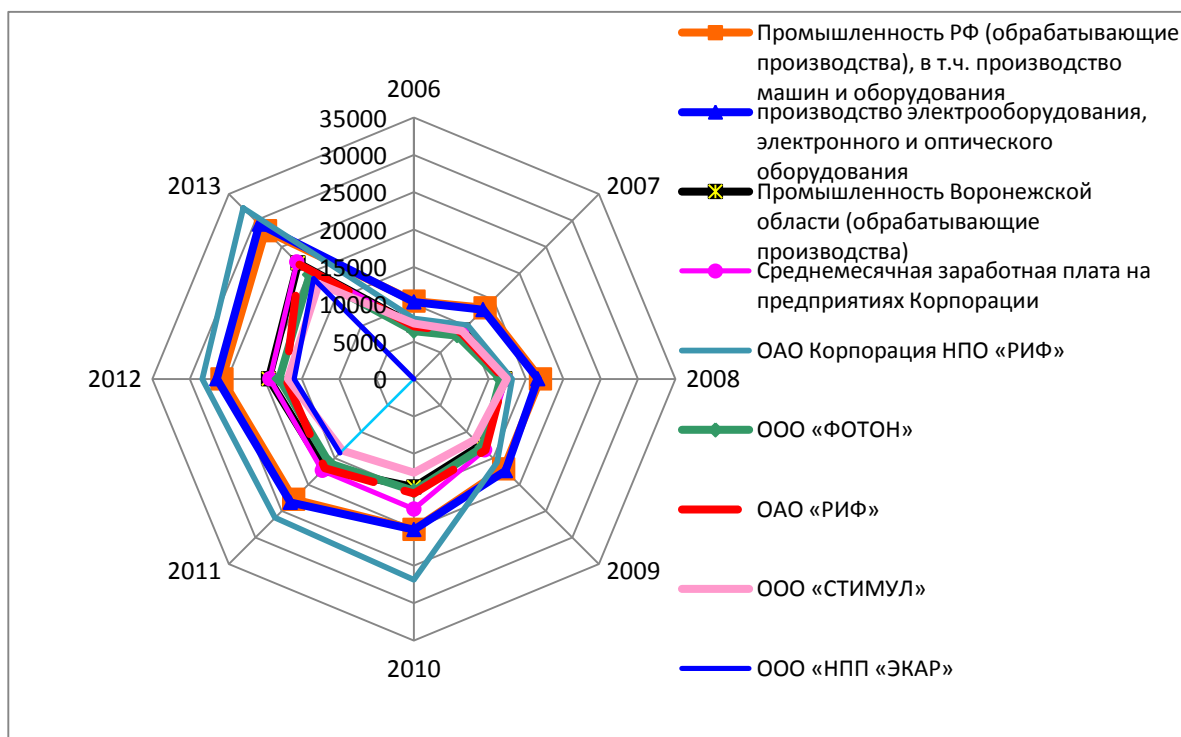 2006
35000
30000
25000
20000
15000
10000
5000
0
2007
2008
2009
2010
2011
2012
2013
Промышленность РФ (обрабатывающие
производства), в т.ч. производство
машин и оборудования
производство электрооборудования,
электронного и оптического
оборудования
Промышленность Воронежской
области (обрабатывающие
производства)
Среднемесячная заработная плата на
предприятиях Корпорации
ОАО Корпорация НПО «РИФ»
ООО «ФОТОН»
ОАО «РИФ»
ООО «СТИМУЛ»
ООО «НПП «ЭКАР»